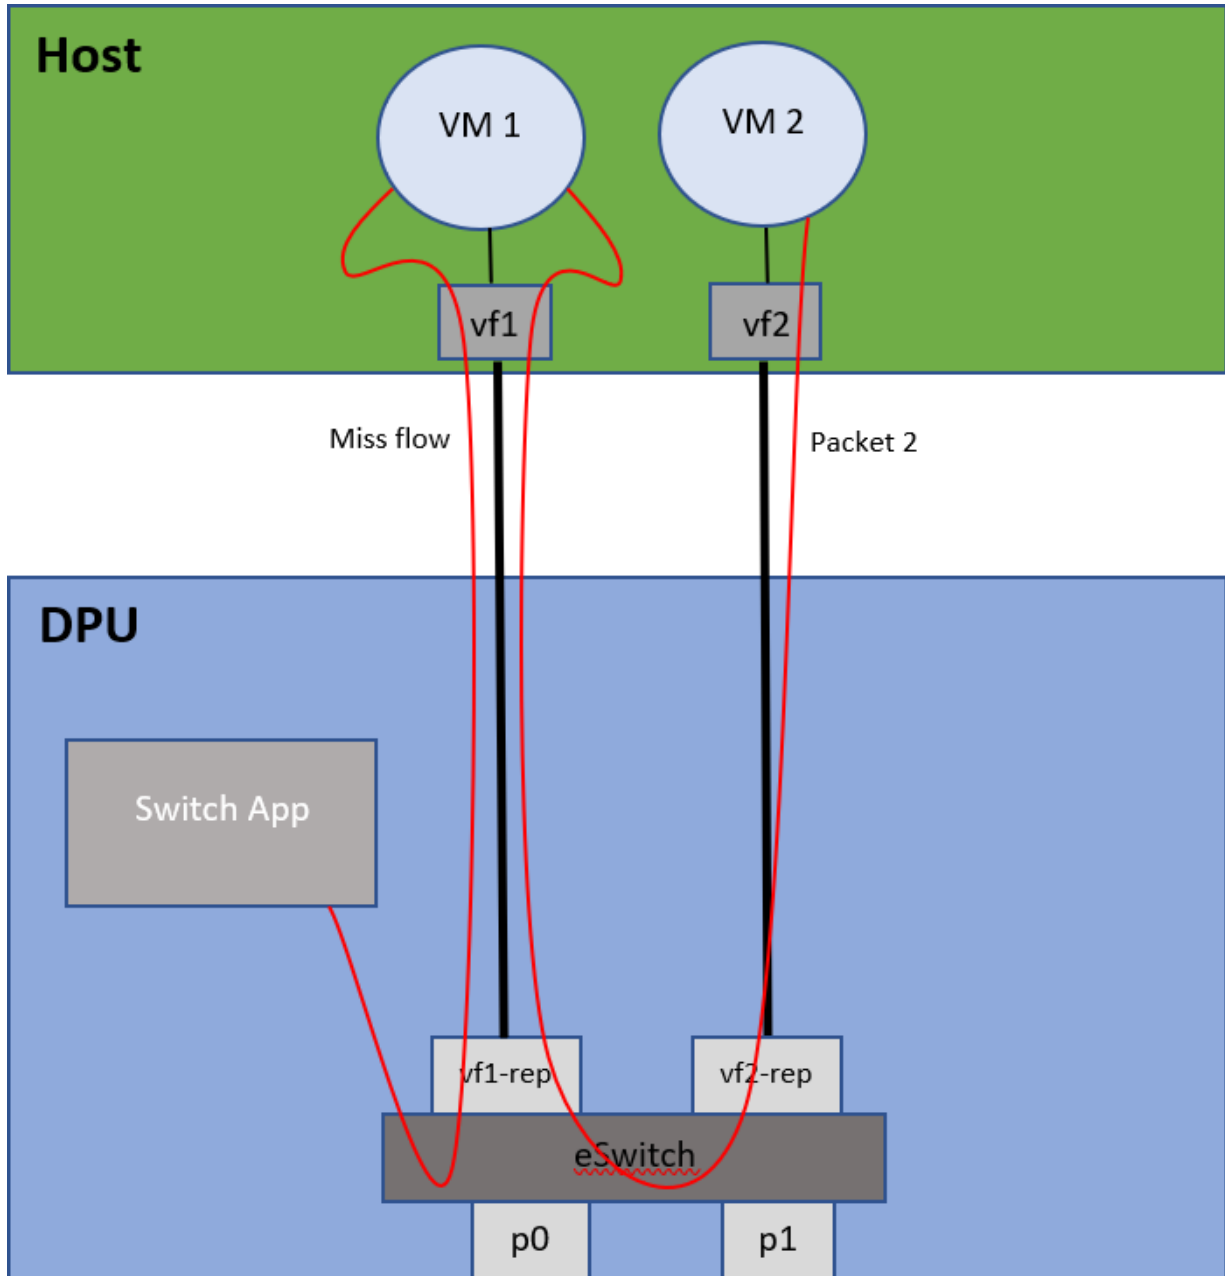 Host
VM 1
VM 2
vf1
vf2
Miss flow
Packet 2
DPU
Switch App
vf1-rep
vf2-rep
eSwitch
p0
p1